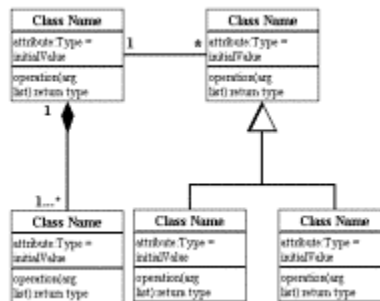 Class Name
attribute:Type =
initialValue
operation(arg
list):return type
1
*
Class Name
attribute:Type =
initialValue
operation(arg
list):return type
1
1...*
Class Name
attribute:Type =
initialValue
operation(arg
list):return type
Class Name
attribute:Type =
initialValue
operation(arg
list):return type
Class Name
attribute:Type =
initialValue
operation(arg
list):return type